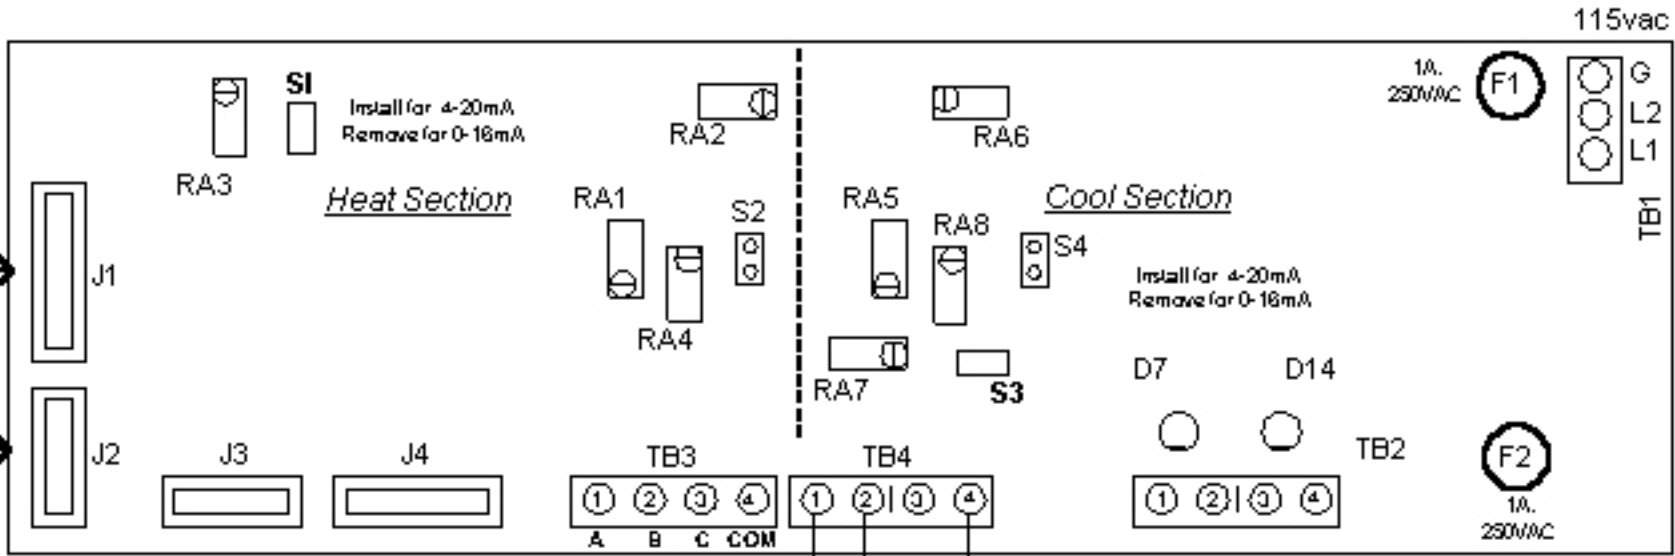 115vac
1A.
250VAC
F1
G
L2
L1
TB1
SI
Install for 4-20mA
Remove for 0-16mA
RA3
RA2
RA6
Heat Section
Cool Section
RA1
S2
RA5
RA8
S4
Install for 4-20mA
Remove for 0-16mA
J1
RA4
RA7
S3
D7
D14
J2
J3
J4
TB3
TB4
TB2
F2
1A.
250VAC
1 2 3 4
A B C COM
1 2 | 3 4
1 2 | 3 4